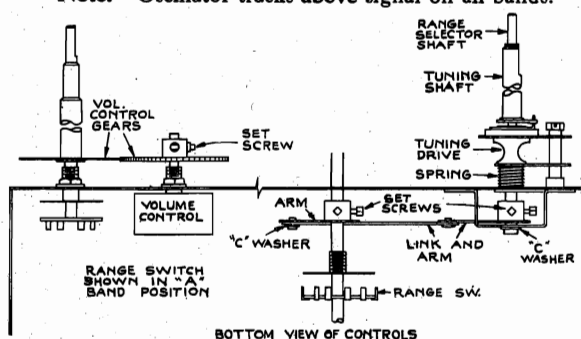 Note: Oscillator tracks above signal on all bands.
RANGE
SELECTOR
SHAFT
TUNING
SHAFT
VOL.
CONTROL
GEARS
SET
SCREW
TUNING
DRIVE
SPRING
ARM
SET
SCREWS
VOLUME
CONTROL
"C" WASHER
LINK AND
ARM
"C"
WASHER
RANGE SWITCH
SHOWN IN "A"
BAND POSITION
RANGE SW.
BOTTOM VIEW OF CONTROLS